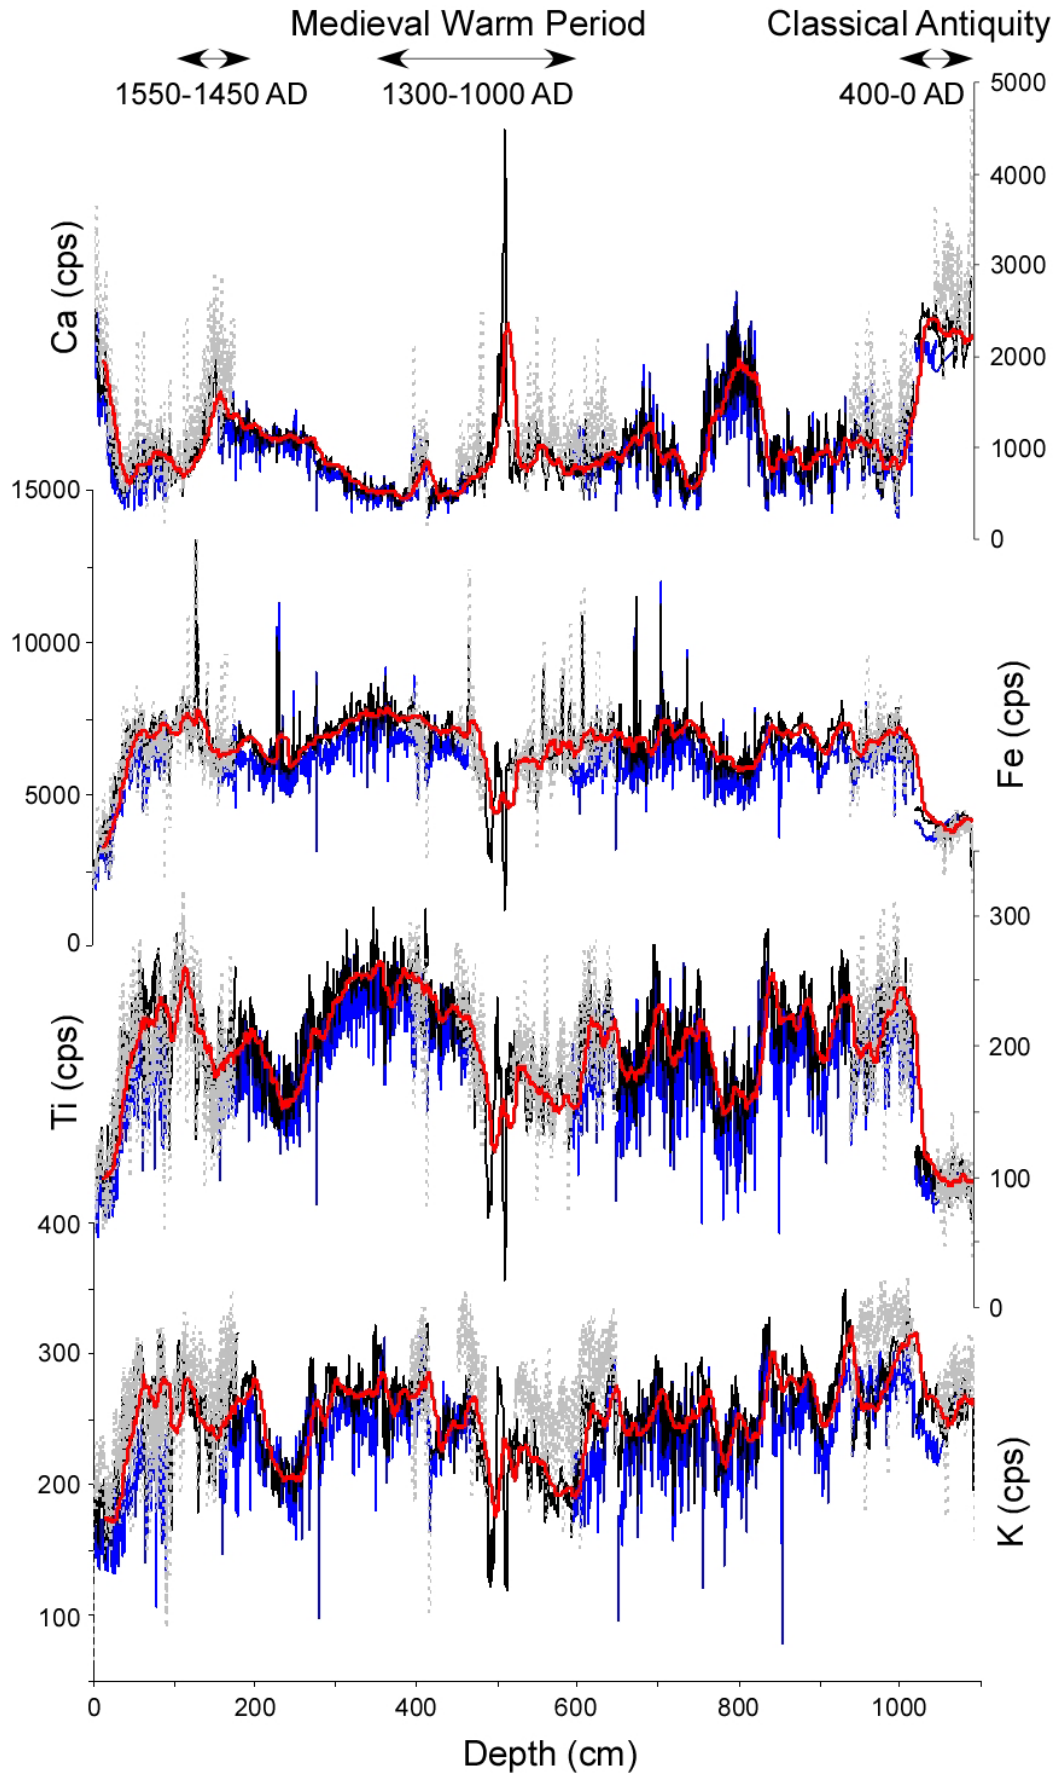 Medieval Warm Period Classical Antiquity
1550-1450 AD 1300-1000 AD 400-0 AD
5000
4000
3000
2000
1000
0
Ca (cps)
15000
10000
5000
0
Fe (cps)
300
200
100
0
Ti (cps)
400
300
200
100
K (cps)
0 200 400 600 800 1000
Depth (cm)